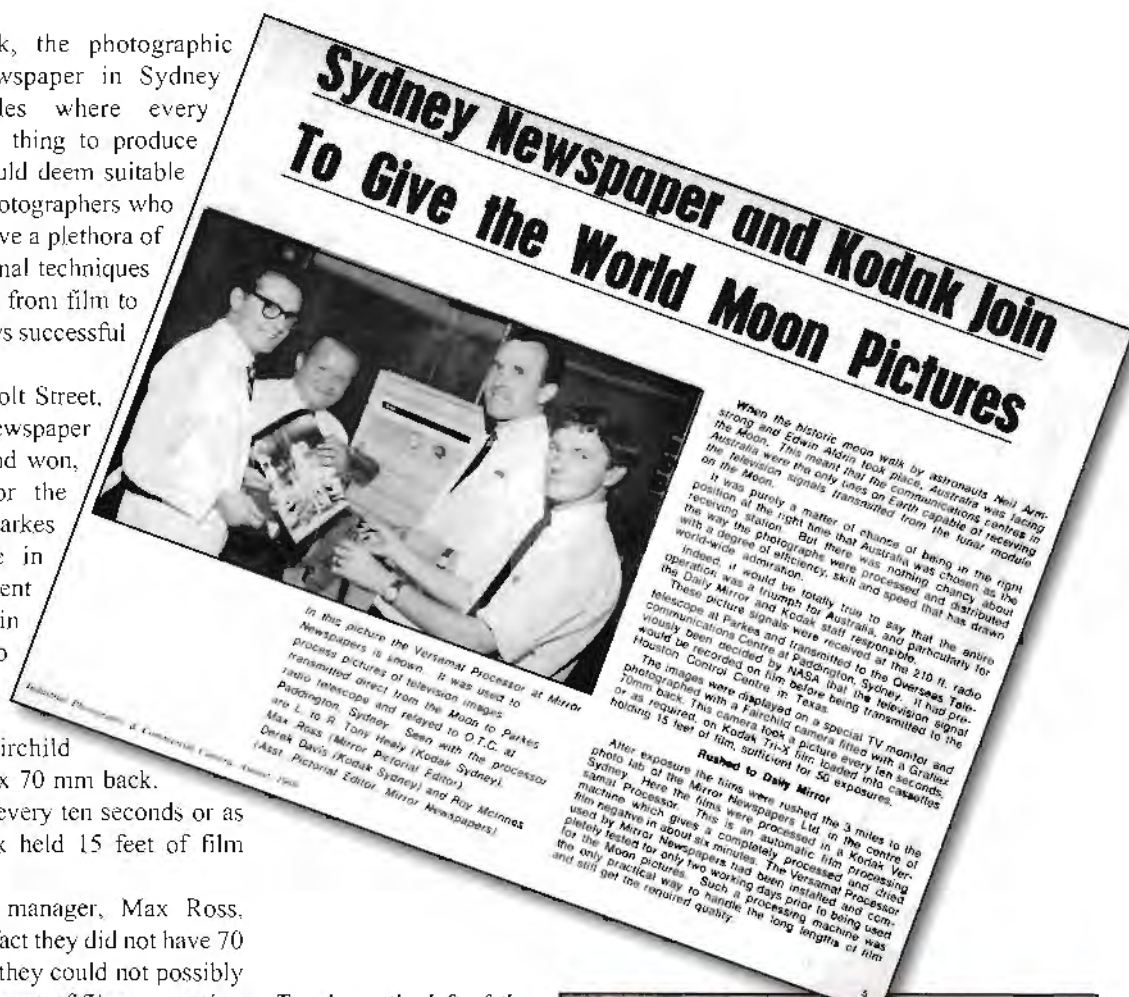 k, the photographic
wspaper in Sydney
les where every
thing to produce
uld deem suitable
otographers who
ve a plethora of
nal techniques
from film to
ys successful
olt Street,
ewspaper
nd won,
or the
arkes
e in
ent
in
o
irchild
x 70 mm back.
every ten seconds or as
k held 15 feet of film
manager, Max Ross,
fact they did not have 70
they could not possibly
Sydney Newspaper and Kodak Join
To Give the World Moon Pictures
In this picture the Versamat Processor at Mirror
Newspapers is shown. It was used to
process pictures of television images
transmitted direct from the Moon to Parkes
radio telescope and relayed to O.T.C. at
Paddington, Sydney. Seen with the processor
are L. to R. Tony Healy (Kodak Sydney),
Max Ross (Mirror Pictorial Editor),
Derek Davis (Kodak Sydney) and Roy McInnes
(Asst. Pictorial Editor, Mirror Newspapers)
Industrial Photography & Commercial Camera, August 1969
When the historic moon walk by astronauts Neil Arm-
strong and Edwin Aldrin took place, Australia was facing
the Moon. This meant that the communications centres in
Australia were the only ones on Earth capable of receiving
the television signals transmitted from the lunar module
on the Moon.
It was purely a matter of chance of being in the right
position at the right time that Australia was chosen as the
receiving station. But there was nothing chancy about
the way the photographs were processed and distributed
with a degree of efficiency, skill and speed that has drawn
world-wide admiration.
Indeed, it would be totally true to say that the entire
operation was a triumph for Australia, and particularly for
the Daily Mirror and Kodak staff responsible.
These picture signals were received at the 210 ft. radio
telescope at Parkes and transmitted to the Overseas Tele-
communications Centre at Paddington, Sydney. It had pre-
viously been decided by NASA that the television signal
would be recorded on film before being transmitted to the
Houston Control Centre in Texas.
The images were displayed on a special TV monitor and
photographed with a Fairchild camera fitted with a Graflex
70mm back. This camera took a picture every ten seconds,
or as required, on Kodak Tri-X film loaded into cassettes
holding 15 feet of film, sufficient for 50 exposures.
Rushed to Daily Mirror
After exposure the films were rushed the 3 miles to the
photo lab of the Mirror Newspapers Ltd. in the centre of
Sydney. Here the films were processed in a Kodak Ver-
samat Processor. This is an automatic film processing
machine which gives a completely processed and dried
film negative in about six minutes. The Versamat Processor
used by Mirror Newspapers had been installed and com-
pletely tested for only two working days prior to being used
for the Moon pictures. Such a processing machine was
the only practical way to handle the long lengths of film
and still get the required quality.